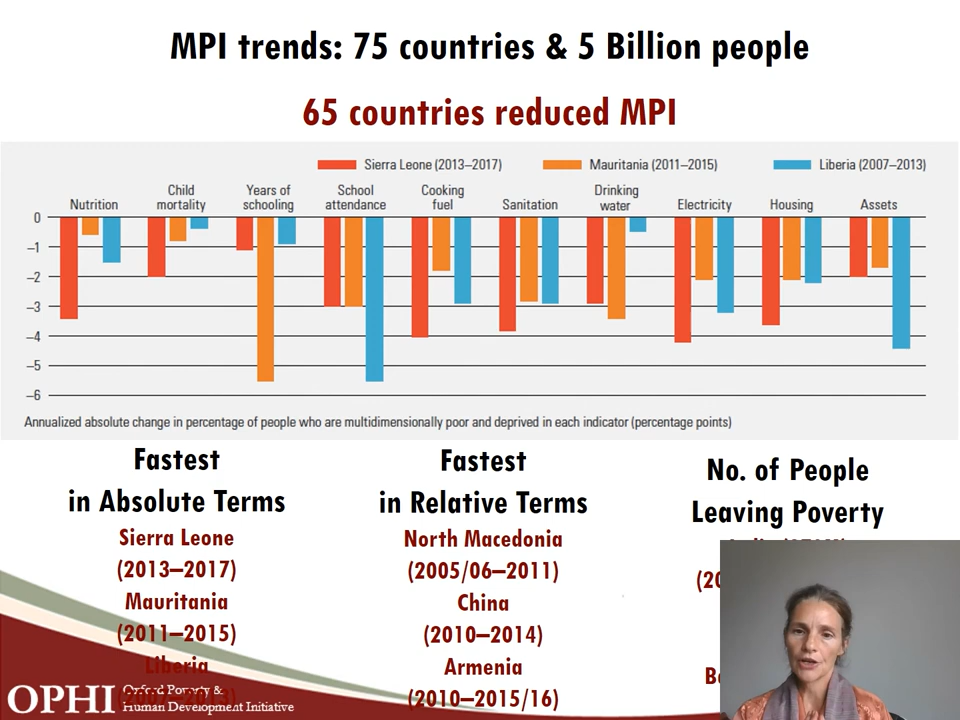 MPI trends: 75 countries & 5 Billion people
65 countries reduced MPI
Sierra Leone (2013–2017) Mauritania (2011–2015) Liberia (2007–2013)
Nutrition Child mortality Years of schooling School attendance Cooking fuel Sanitation Drinking water Electricity Housing Assets
0
–1
–2
–3
–4
–5
–6
Annualized absolute change in percentage of people who are multidimensionally poor and deprived in each indicator (percentage points)
Fastest
in Absolute Terms
Sierra Leone
(2013–2017)
Mauritania
(2011–2015)
Liberia
(2007–2013)
Fastest
in Relative Terms
North Macedonia
(2005/06–2011)
China
(2010–2014)
Armenia
(2010–2015/16)
No. of People
Leaving Poverty
OPHI Oxford Poverty &
Human Development Initiative